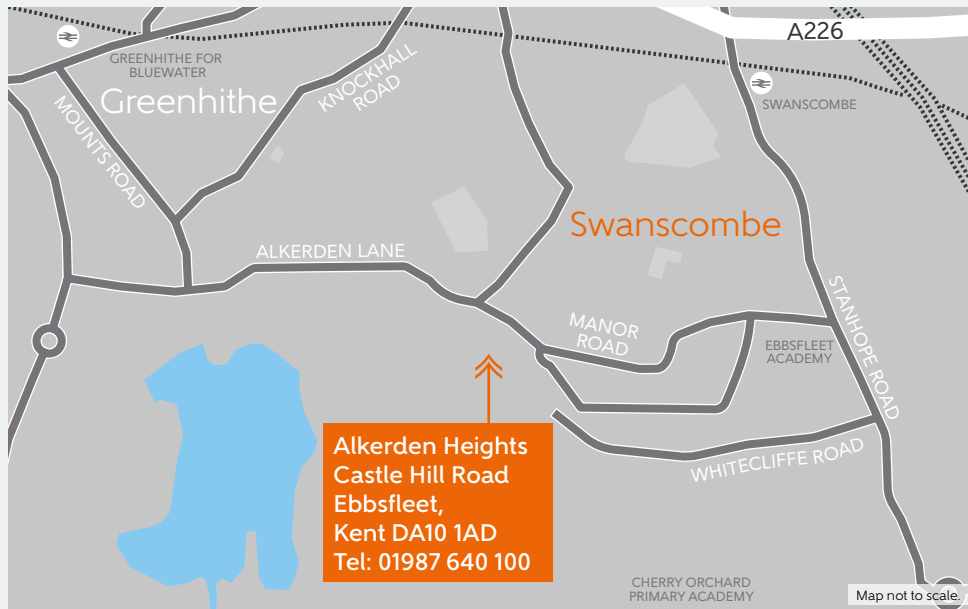 A226
GREENHITHE FOR
BLUEWATER
Greenhithe
KNOCKHALL
ROAD
SWANSCOMBE
MOUNTS ROAD
Swanscombe
ALKERDEN LANE
STANHOPE ROAD
MANOR
ROAD
EBBSFLEET
ACADEMY
WHITECLIFFE ROAD
Alkerden Heights
Castle Hill Road
Ebbsfleet,
Kent DA10 1AD
Tel: 01987 640 100
CHERRY ORCHARD
PRIMARY ACADEMY
Map not to scale.